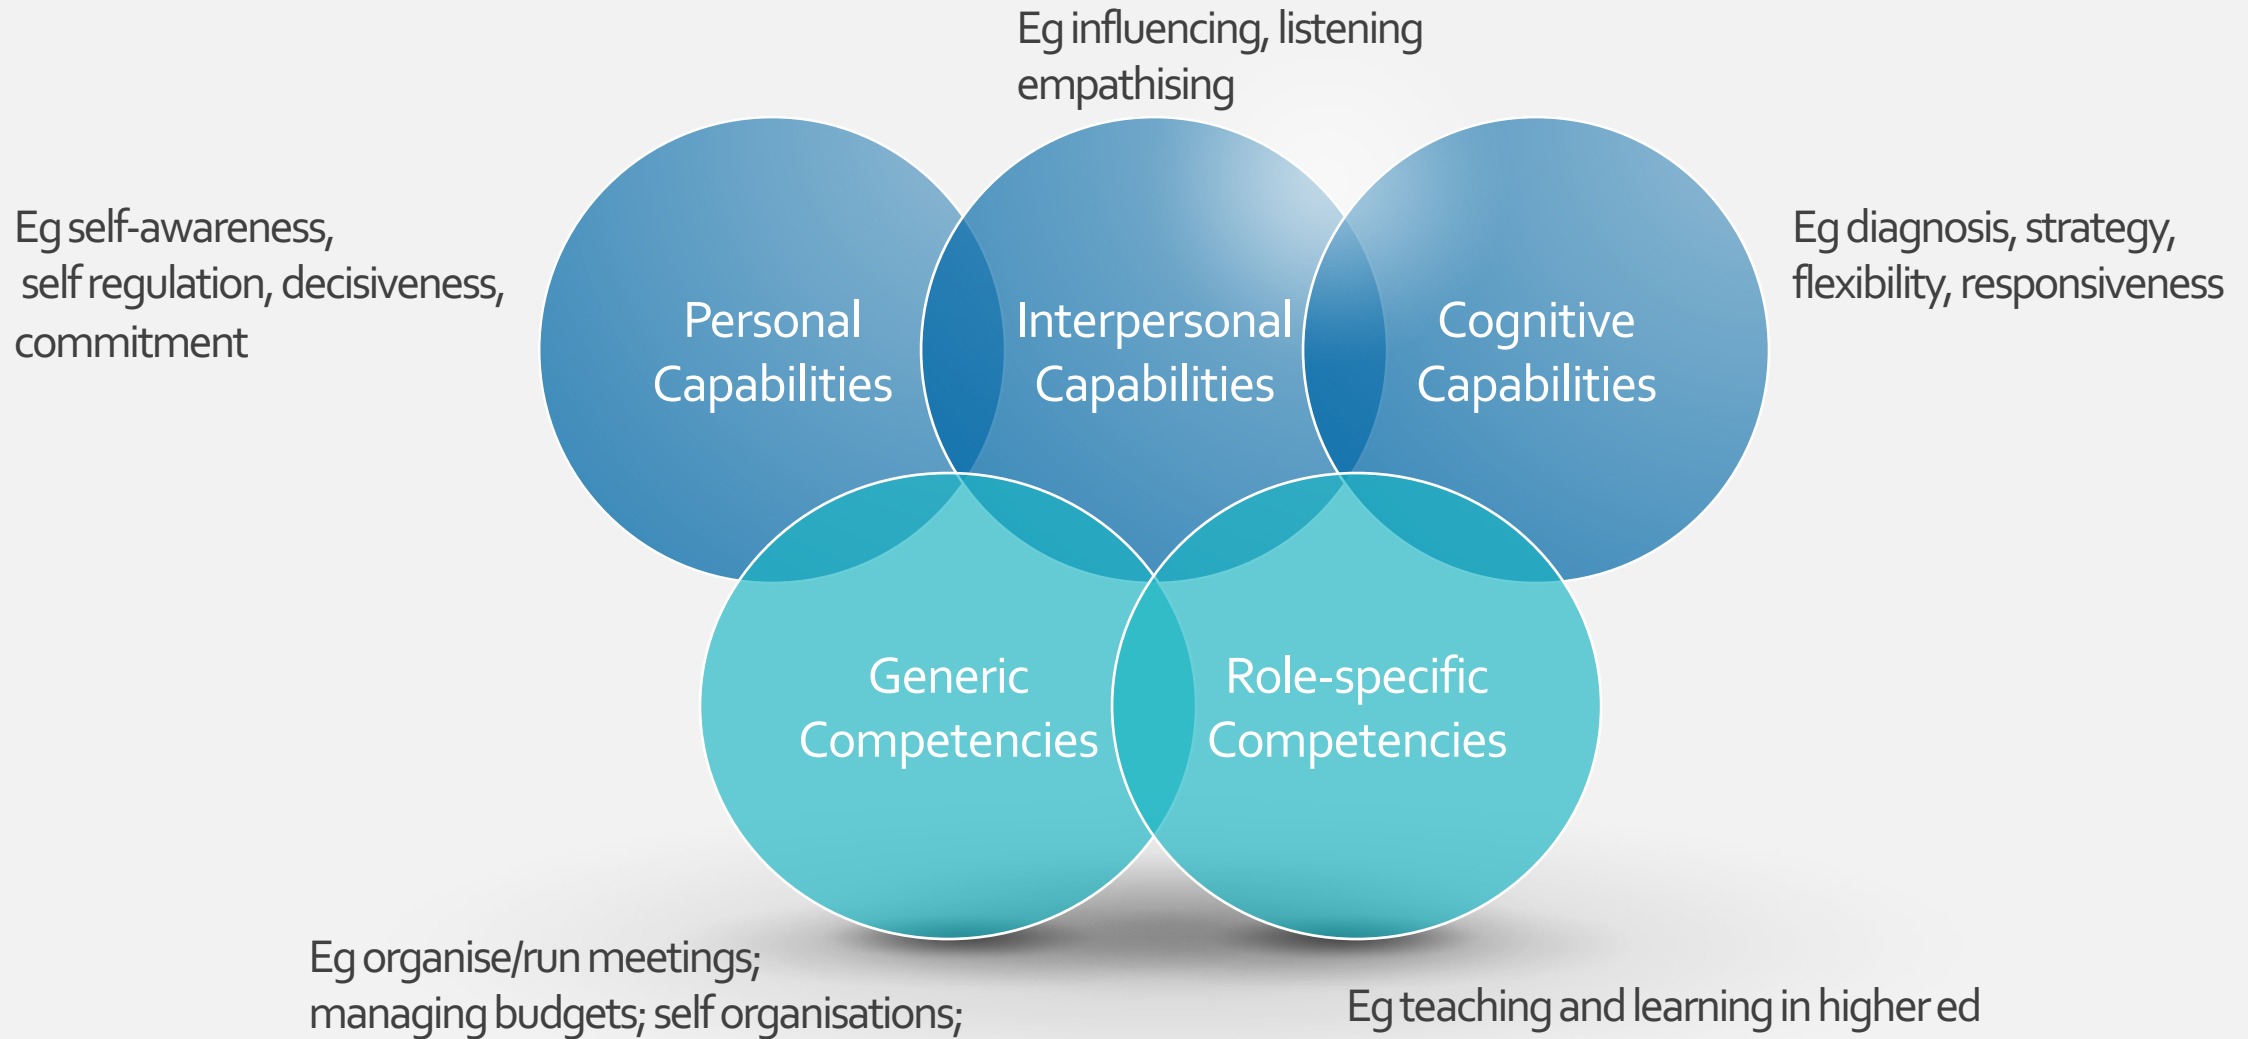 Eg influencing, listening
empathising
Eg self-awareness,
self regulation, decisiveness,
commitment
Personal
Capabilities
Interpersonal
Capabilities
Cognitive
Capabilities
Eg diagnosis, strategy,
flexibility, responsiveness
Generic
Competencies
Role-specific
Competencies
Eg organise/run meetings;
managing budgets; self organisations;
Eg teaching and learning in higher ed